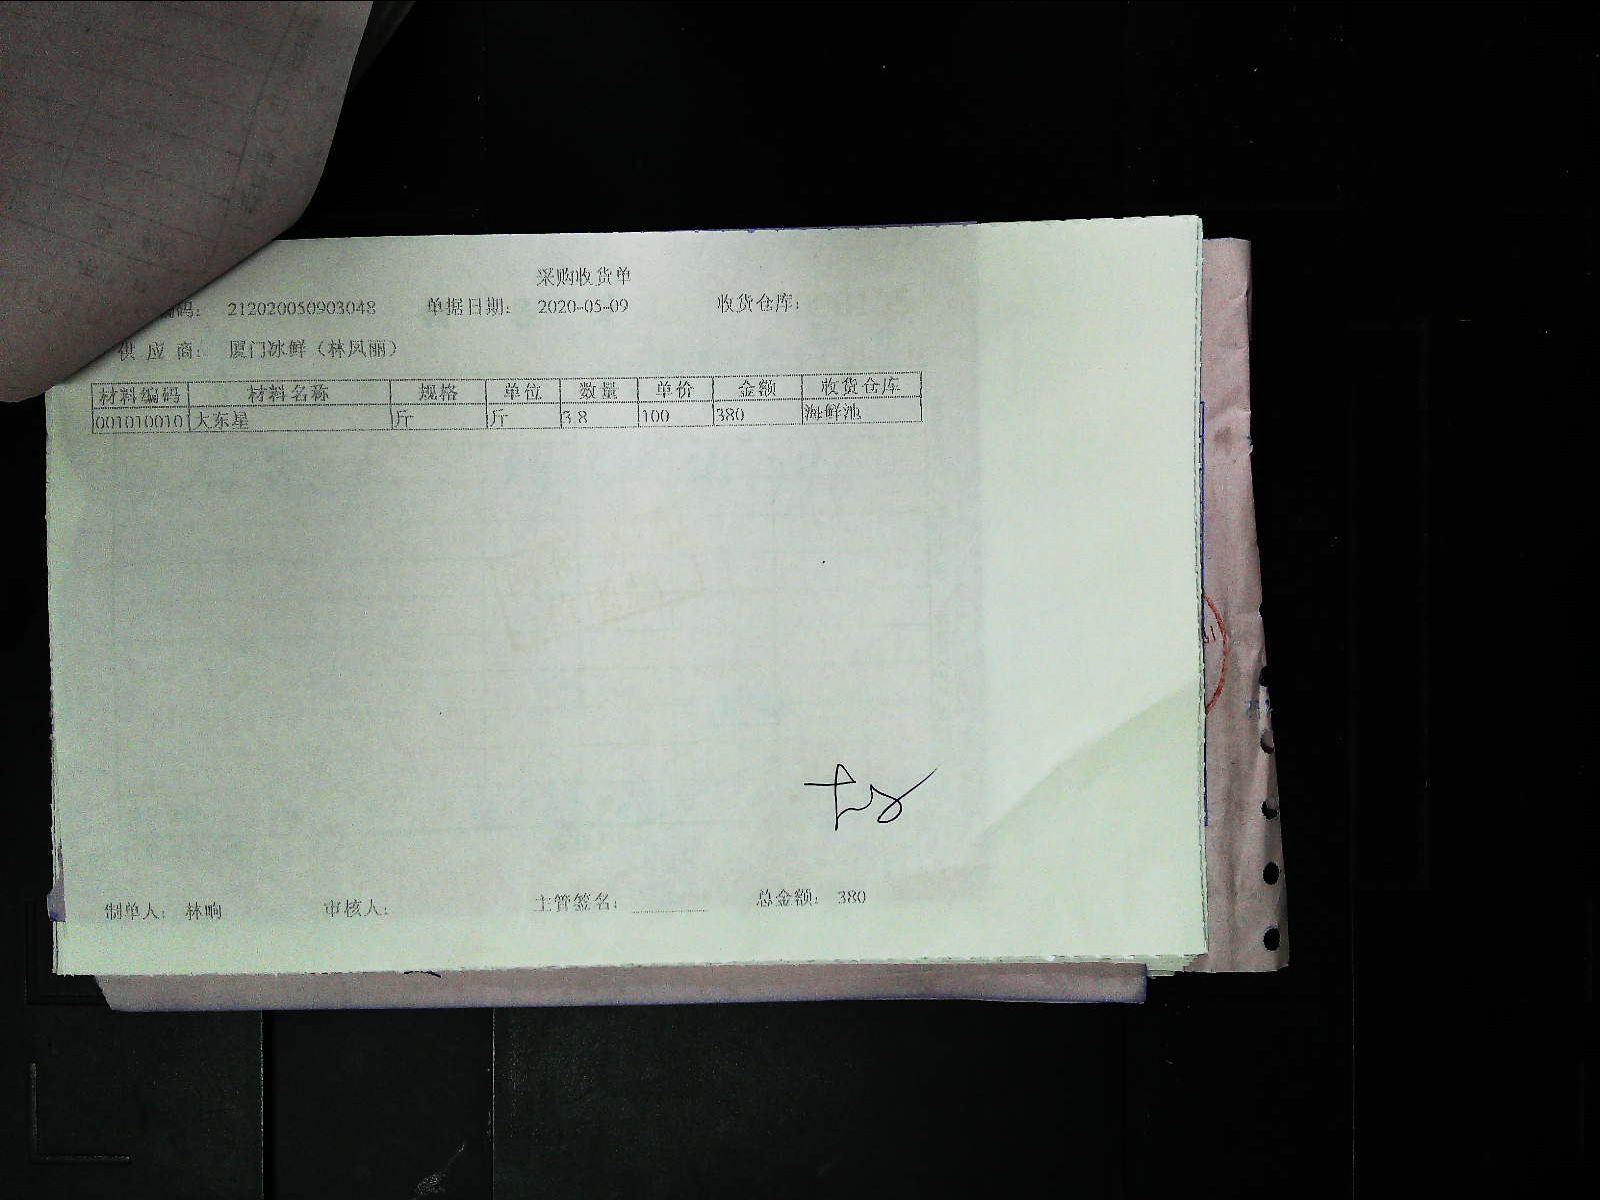 采购收货单
编码： 212020050903048 单据日期： 2020-05-09 收货仓库：
供 应 商： 厦门冰鲜（林凤丽）
材料编码 材料名称 规格 单位 数量 单价 金额 收货仓库
001010010 大东星 斤 斤 3.8 100 380 海鲜池
制单人： 林响 审核人： 主管签名： 总金额： 380